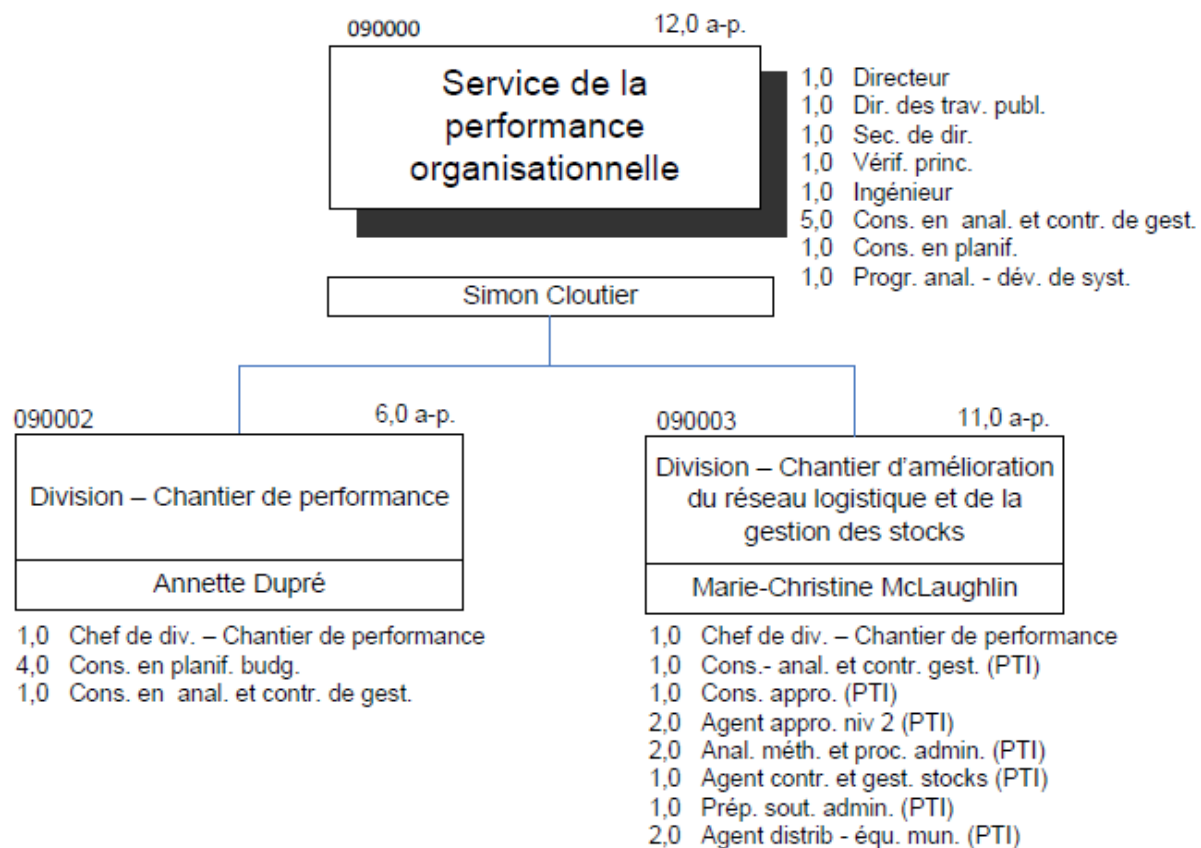 090000 12,0 a-p.
Service de la
performance
organisationnelle
1,0 Directeur
1,0 Dir. des trav. publ.
1,0 Sec. de dir.
1,0 Vérif. princ.
1,0 Ingénieur
5,0 Cons. en anal. et contr. de gest.
1,0 Cons. en planif.
1,0 Progr. anal. - dév. de syst.
Simon Cloutier
090002 6,0 a-p.
Division – Chantier de performance
Annette Dupré
1,0 Chef de div. – Chantier de performance
4,0 Cons. en planif. budg.
1,0 Cons. en anal. et contr. de gest.
090003 11,0 a-p.
Division – Chantier d'amélioration
du réseau logistique et de la
gestion des stocks
Marie-Christine McLaughlin
1,0 Chef de div. – Chantier de performance
1,0 Cons.- anal. et contr. gest. (PTI)
1,0 Cons. appro. (PTI)
2,0 Agent appro. niv 2 (PTI)
2,0 Anal. méth. et proc. admin. (PTI)
1,0 Agent contr. et gest. stocks (PTI)
1,0 Prép. sout. admin. (PTI)
2,0 Agent distrib - équ. mun. (PTI)